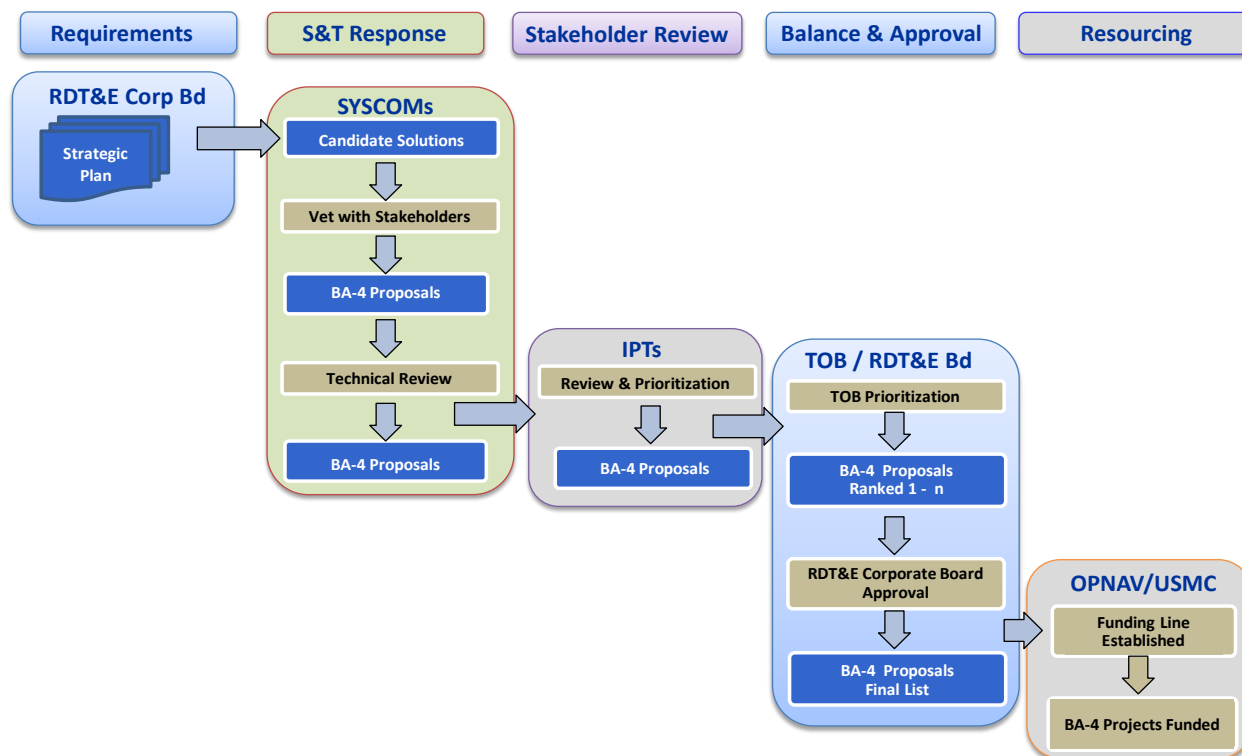 Requirements
S&T Response
Stakeholder Review
Balance & Approval
Resourcing
RDT&E Corp Bd
Strategic
Plan
SYSCOMs
Candidate Solutions
Vet with Stakeholders
BA-4 Proposals
Technical Review
BA-4 Proposals
IPTs
Review & Prioritization
BA-4 Proposals
TOB / RDT&E Bd
TOB Prioritization
BA-4 Proposals
Ranked 1 - n
RDT&E Corporate Board
Approval
BA-4 Proposals
Final List
OPNAV/USMC
Funding Line
Established
BA-4 Projects Funded